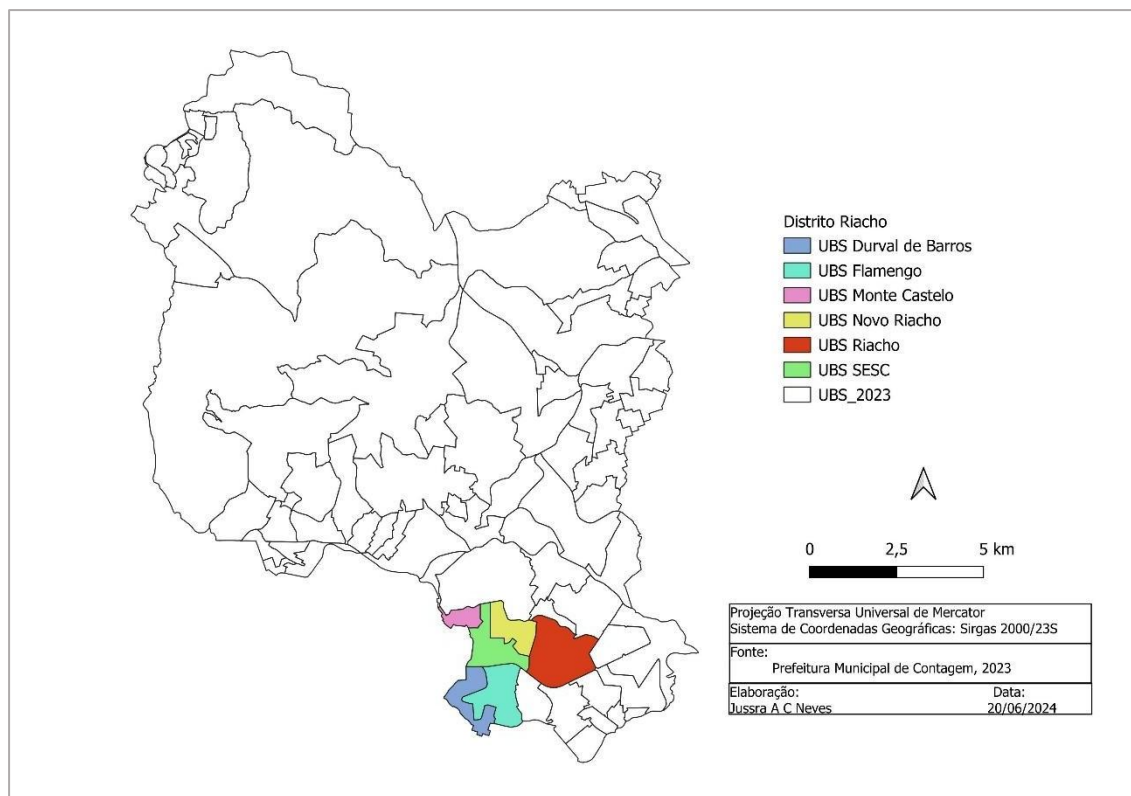 Distrito Riacho
UBS Durval de Barros
UBS Flamengo
UBS Monte Castelo
UBS Novo Riacho
UBS Riacho
UBS SESC
UBS_2023
0 2,5 5 km
Projeção Transversa Universal de Mercator
Sistema de Coordenadas Geográficas: Sirgas 2000/23S
Fonte:
Prefeitura Municipal de Contagem, 2023
Elaboração: Data:
Jussra A C Neves 20/06/2024